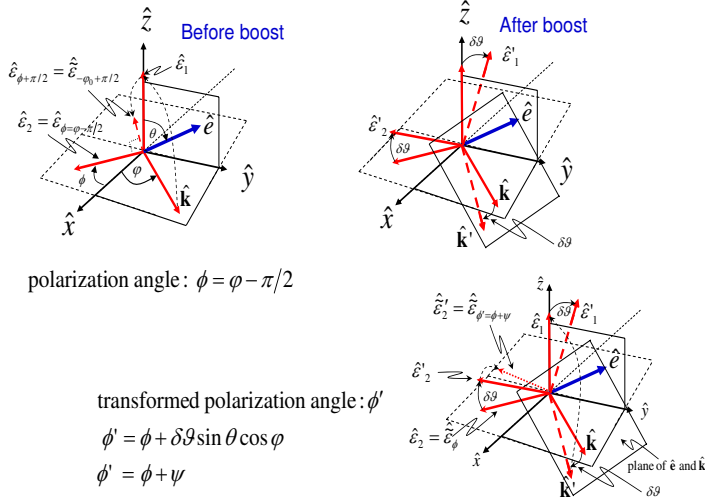 Before boost
ẑ
ε̂_{ϕ+π/2} = ε̃̂_{-φ₀+π/2}
ε̂₁
ε̂₂ = ε̂_{ϕ=φ-π/2}
θ
ê
ϕ
φ
ŷ
x̂
k̂
After boost
ẑ
δϑ
ε̂'₁
ε̂'₂
ê
δϑ
ŷ
x̂
k̂
k̂'
δϑ
polarization angle: ϕ = φ − π/2
ẑ
δϑ
ε̃̂'₂ = ε̃̂_{ϕ'=ϕ+ψ}
ε̂₁
ε̂'₁
ε̂'₂
ê
δϑ
ŷ
ε̂₂ = ε̃̂_ϕ
x̂
k̂
plane of ê and k̂
k̂'
δϑ
transformed polarization angle: ϕ'
ϕ' = ϕ + δϑ sin θ cos φ
ϕ' = ϕ + ψ